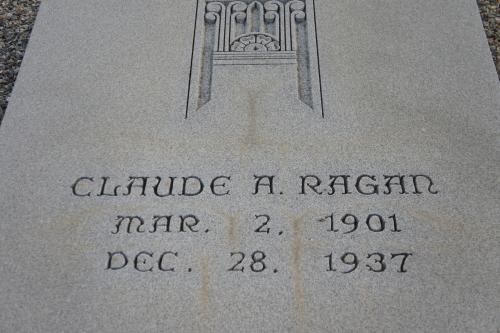 CLAUDE A. RAGAN
MAR. 2. 1901
DEC. 28. 1937